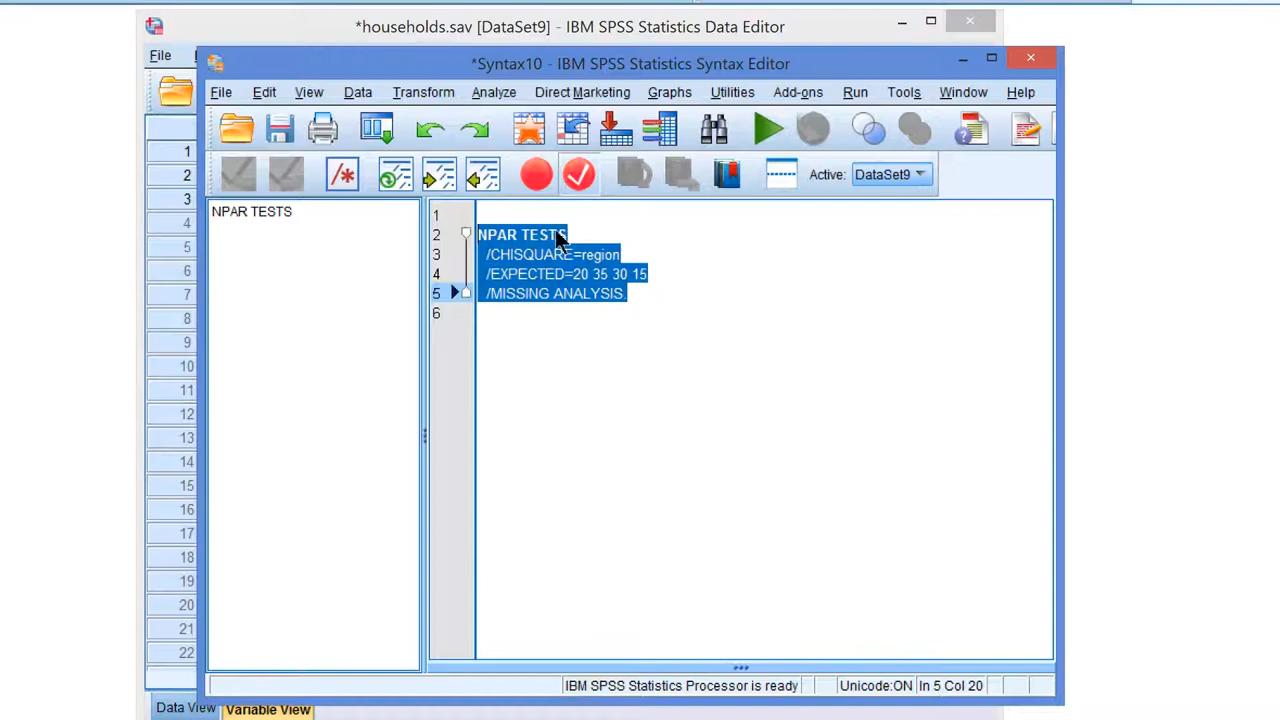 *households.sav [DataSet9] - IBM SPSS Statistics Data Editor
File
*Syntax10 - IBM SPSS Statistics Syntax Editor
File Edit View Data Transform Analyze Direct Marketing Graphs Utilities Add-ons Run Tools Window Help
Active: DataSet9
NPAR TESTS
1
2 NPAR TESTS
3 /CHISQUARE=region
4 /EXPECTED=20 35 30 15
5 /MISSING ANALYSIS.
6
1
2
3
4
5
6
7
8
9
10
11
12
13
14
15
16
17
18
19
20
21
22
IBM SPSS Statistics Processor is ready Unicode:ON In 5 Col 20
Data View Variable View